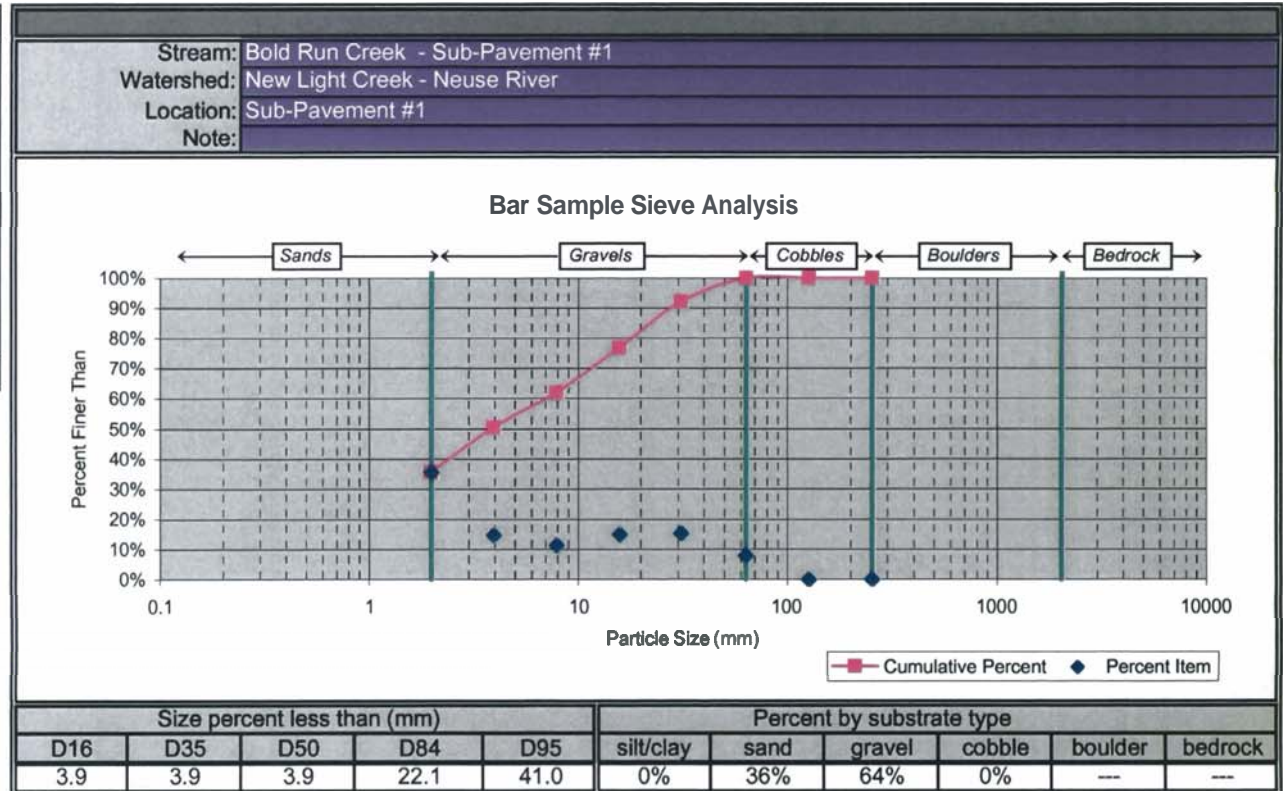 Stream: Bold Run Creek - Sub-Pavement #1
Watershed: New Light Creek - Neuse River
Location: Sub-Pavement #1
Note:
Bar Sample Sieve Analysis
Sands Gravels Cobbles Boulders Bedrock
100%
90%
80%
70%
60%
50%
40%
30%
20%
10%
0%
Percent Finer Than
0.1 1 10 100 1000 10000
Particle Size (mm)
Cumulative Percent Percent Item
Size percent less than (mm) Percent by substrate type
D16 D35 D50 D84 D95 silt/clay sand gravel cobble boulder bedrock
3.9 3.9 3.9 22.1 41.0 0% 36% 64% 0% --- ---